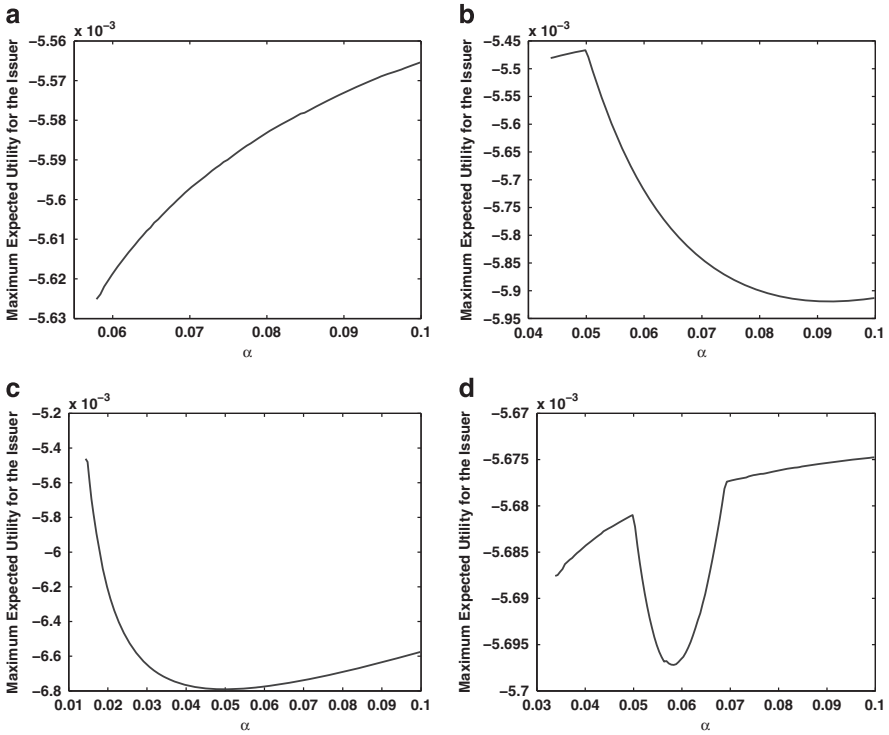 a
x 10⁻³
Maximum Expected Utility for the Issuer
−5.56
−5.57
−5.58
−5.59
−5.6
−5.61
−5.62
−5.63
0.06 0.07 0.08 0.09 0.1
α
b
x 10⁻³
Maximum Expected Utility for the Issuer
−5.45
−5.5
−5.55
−5.6
−5.65
−5.7
−5.75
−5.8
−5.85
−5.9
−5.95
0.04 0.05 0.06 0.07 0.08 0.09 0.1
α
c
x 10⁻³
Maximum Expected Utility for the Issuer
−5.2
−5.4
−5.6
−5.8
−6
−6.2
−6.4
−6.6
−6.8
0.01 0.02 0.03 0.04 0.05 0.06 0.07 0.08 0.09 0.1
α
d
x 10⁻³
Maximum Expected Utility for the Issuer
−5.67
−5.675
−5.68
−5.685
−5.69
−5.695
−5.7
0.03 0.04 0.05 0.06 0.07 0.08 0.09 0.1
α